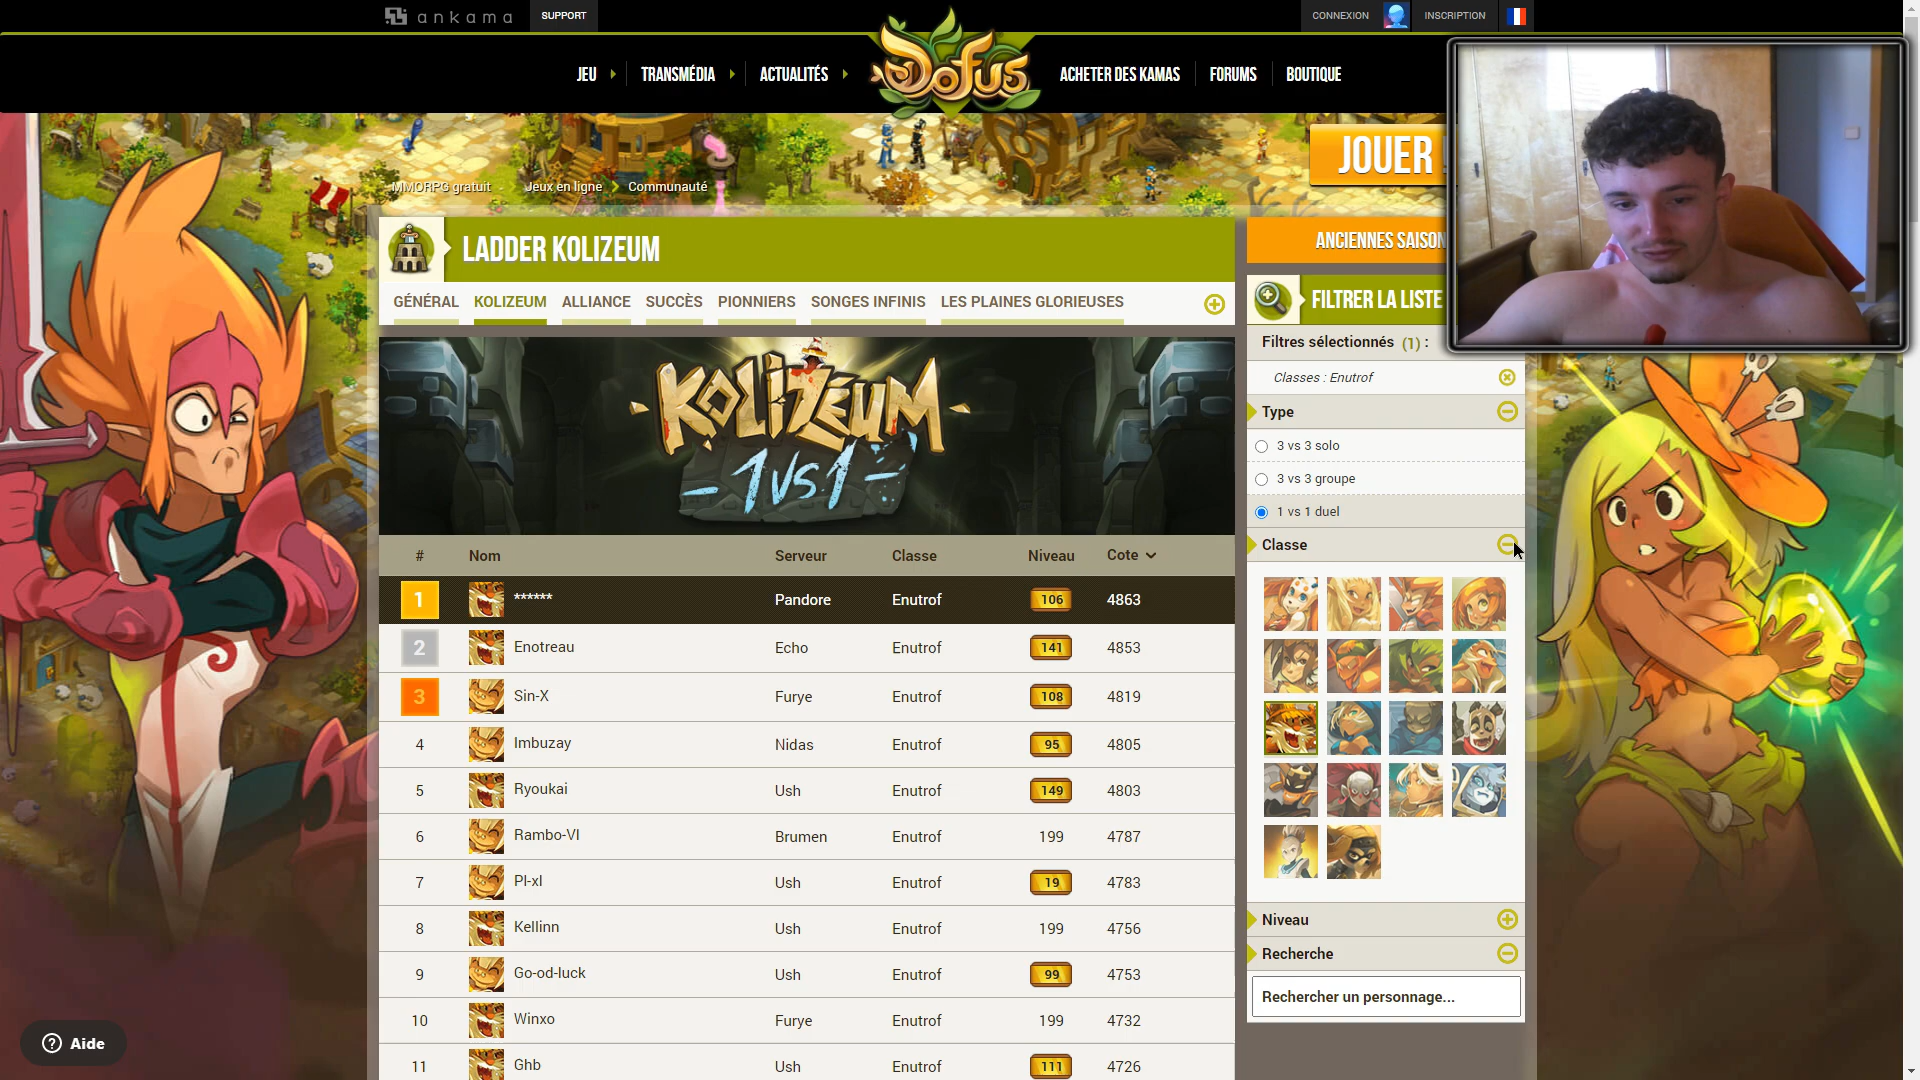 ankama
SUPPORT
CONNEXION
INSCRIPTION
JEU
TRANSMÉDIA
ACTUALITÉS
DOFUS
ACHETER DES KAMAS
FORUMS
BOUTIQUE
JOUER
MMORPG gratuit
Jeux en ligne
Communauté
LADDER KOLIZEUM
ANCIENNES SAISON
GÉNÉRAL
KOLIZEUM
ALLIANCE
SUCCÈS
PIONNIERS
SONGES INFINIS
LES PLAINES GLORIEUSES
KOLIZEUM
- 1 VS. 1 -
FILTRER LA LISTE
Filtres sélectionnés (1) :
Classes : Enutrof
Type
3 vs 3 solo
3 vs 3 groupe
1 vs 1 duel
Classe
# Nom Serveur Classe Niveau Cote
1 ****** Pandore Enutrof 106 4863
2 Enotreau Echo Enutrof 141 4853
3 Sin-X Furye Enutrof 108 4819
4 Imbuzay Nidas Enutrof 95 4805
5 Ryoukai Ush Enutrof 149 4803
6 Rambo-VI Brumen Enutrof 199 4787
7 Pl-xl Ush Enutrof 19 4783
8 Kellinn Ush Enutrof 199 4756
9 Go-od-luck Ush Enutrof 99 4753
10 Winxo Furye Enutrof 199 4732
11 Ghb Ush Enutrof 111 4726
Niveau
Recherche
Rechercher un personnage...
Aide